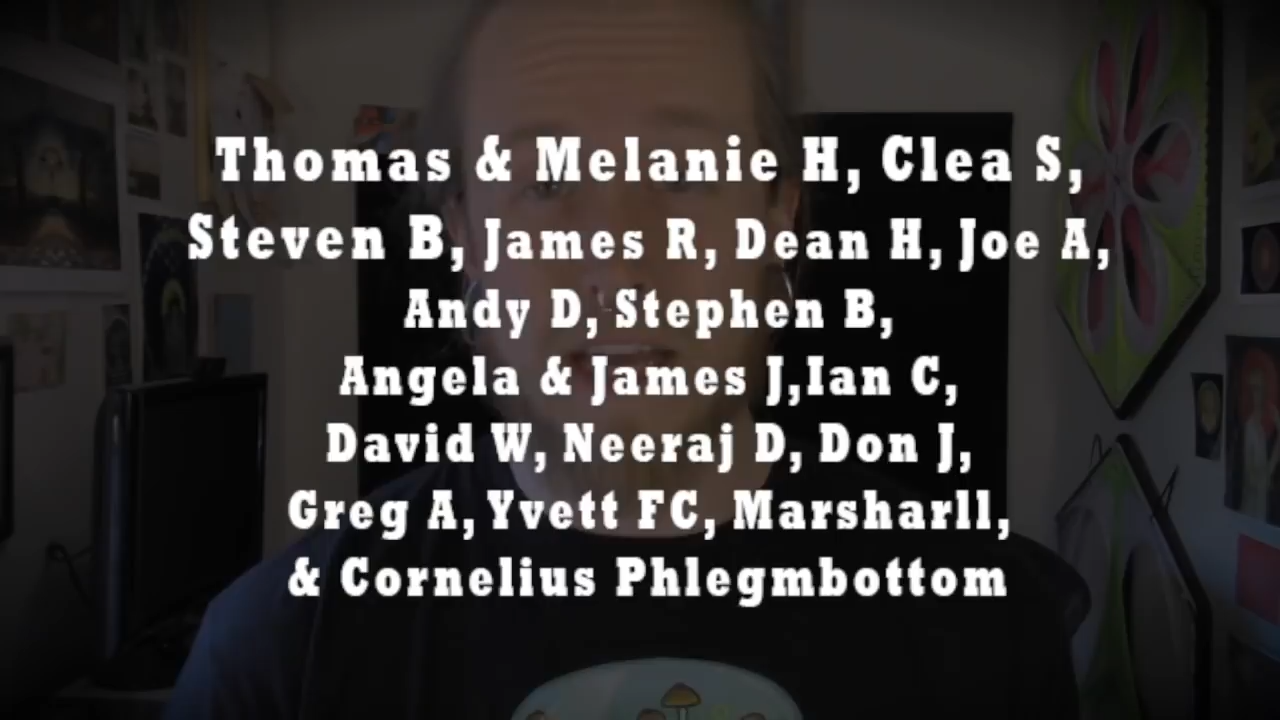 Thomas & Melanie H, Clea S,
Steven B, James R, Dean H, Joe A,
Andy D, Stephen B,
Angela & James J,Ian C,
David W, Neeraj D, Don J,
Greg A, Yvett FC, Marsharll,
& Cornelius Phlegmbottom